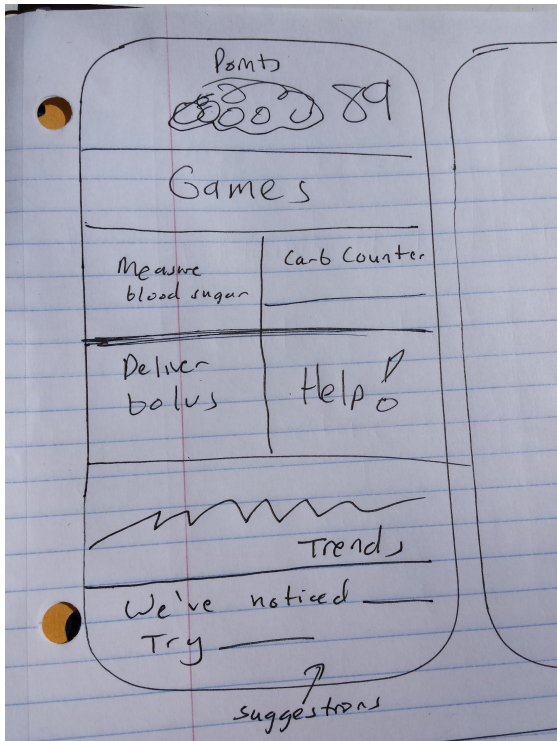 Points
89
Games
Measure
blood sugar
Carb Counter
Deliver
bolus
Help!
Trends
We've noticed
Try
suggestions